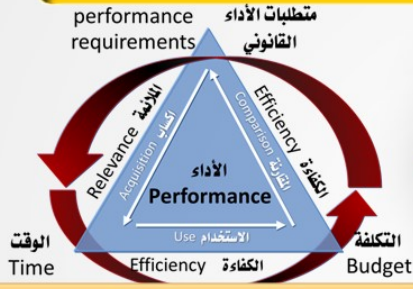 performance متطلبات الأداء
requirements القانوني
Relevance الملائمة
Acquisition اكتساب
Comparison المقارنة
Efficiency الكفاءة
الأداء
Performance
Use الاستخدام
الوقت
Time
Efficiency الكفاءة
التكلفة
Budget